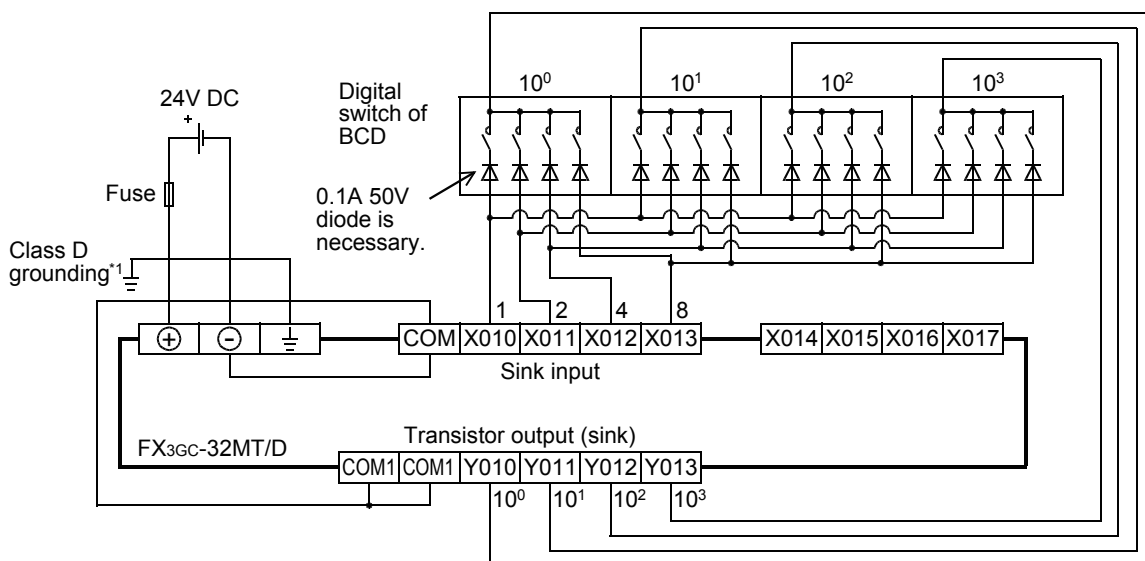 10⁰ 10¹ 10² 10³
24V DC
+
Digital
switch of
BCD
Fuse
0.1A 50V
diode is
necessary.
Class D
grounding*1
1 2 4 8
+ - COM X010 X011 X012 X013 X014 X015 X016 X017
Sink input
Transistor output (sink)
FX3GC-32MT/D
COM1 COM1 Y010 Y011 Y012 Y013
10⁰ 10¹ 10² 10³